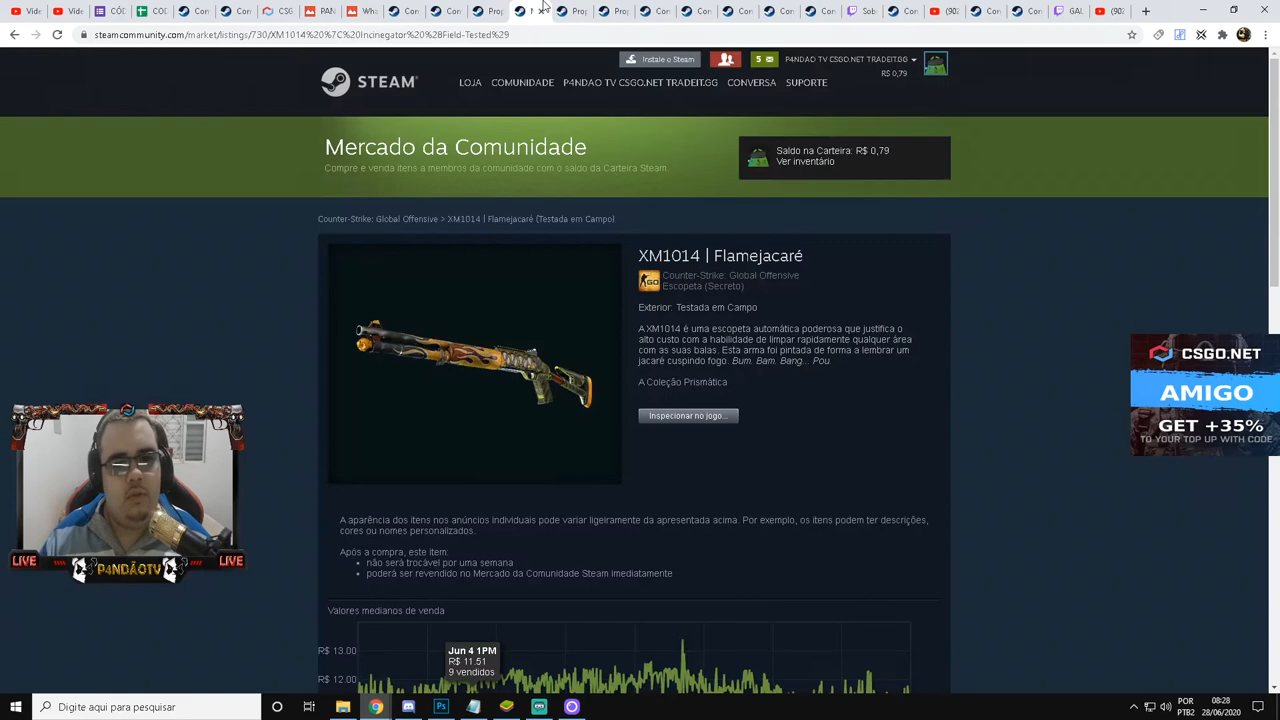 steamcommunity.com/market/listings/730/XM1014%20%7C%20Incinegator%20%28Field-Tested%29
Instale o Steam
5
P4NDAO TV CSGO.NET TRADEIT.GG
R$ 0,79
STEAM
LOJA COMUNIDADE P4NDAO TV CSGO.NET TRADEIT.GG CONVERSA SUPORTE
Mercado da Comunidade
Compre e venda itens a membros da comunidade com o saldo da Carteira Steam.
Saldo na Carteira: R$ 0,79
Ver inventário
Counter-Strike: Global Offensive > XM1014 | Flamejacaré (Testada em Campo)
XM1014 | Flamejacaré
Counter-Strike: Global Offensive
Escopeta (Secreto)
Exterior: Testada em Campo
A XM1014 é uma escopeta automática poderosa que justifica o
alto custo com a habilidade de limpar rapidamente qualquer área
com as suas balas. Esta arma foi pintada de forma a lembrar um
jacaré cuspindo fogo. Bum. Bam. Bang... Pou.
A Coleção Prismática
Inspecionar no jogo...
CSGO.NET
AMIGO
GET +35%
TO YOUR TOP UP WITH CODE
A aparência dos itens nos anúncios individuais pode variar ligeiramente da apresentada acima. Por exemplo, os itens podem ter descrições,
cores ou nomes personalizados.
Após a compra, este item:
não será trocável por uma semana
poderá ser revendido no Mercado da Comunidade Steam imediatamente
LIVE P4NDÃOTV LIVE
Valores medianos de venda
R$ 13.00
R$ 12.00
Jun 4 1PM
R$ 11.51
9 vendidos
Digite aqui para pesquisar
POR
PTB2
08:28
28/06/2020